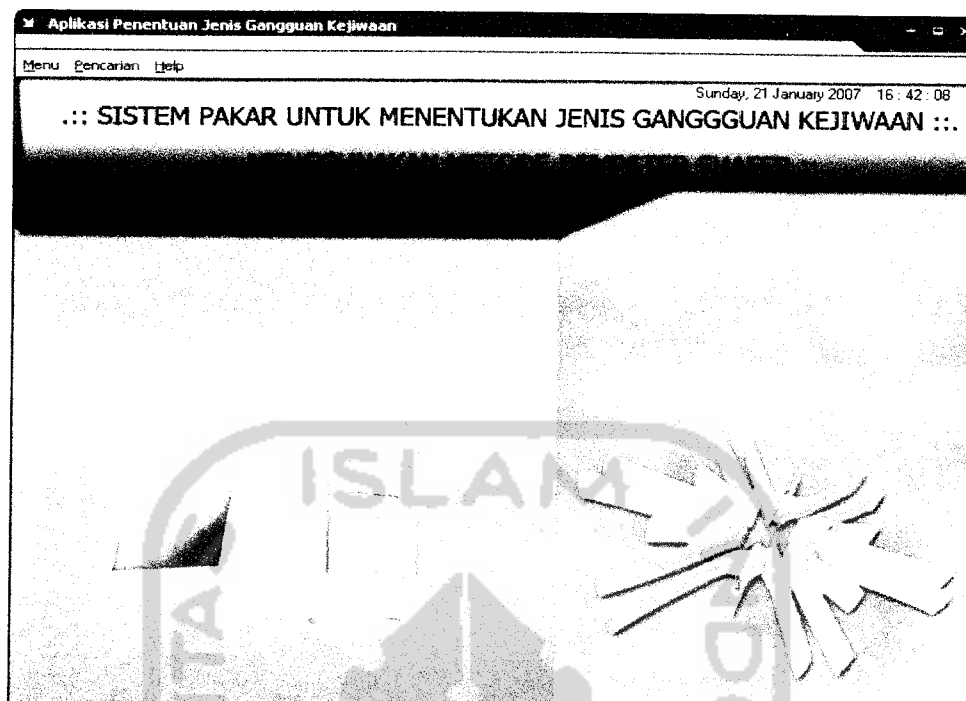 Aplikasi Penentuan Jenis Gangguan Kejiwaan
Menu Pencarian Help
Sunday, 21 January 2007 16 : 42 : 08
.:: SISTEM PAKAR UNTUK MENENTUKAN JENIS GANGGGUAN KEJIWAAN ::.
ISLAM